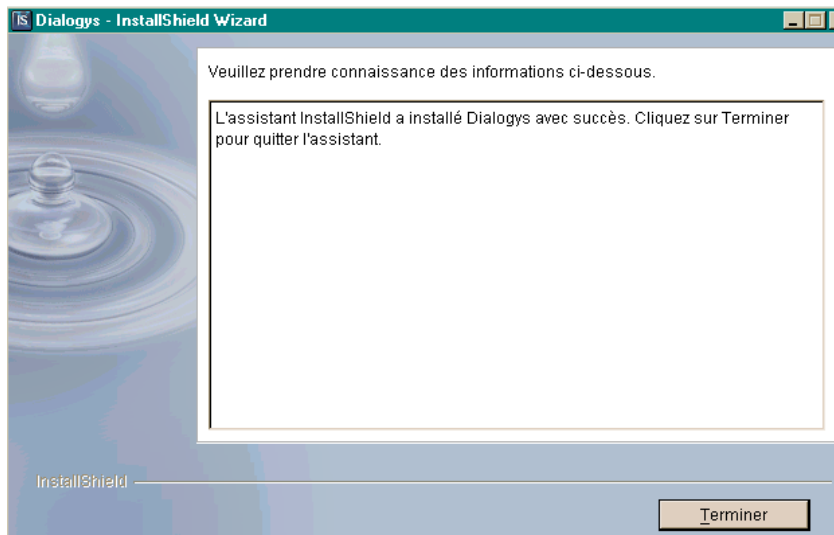 IS Dialogys - InstallShield Wizard
Veuillez prendre connaissance des informations ci-dessous.
L'assistant InstallShield a installé Dialogys avec succès. Cliquez sur Terminer
pour quitter l'assistant.
InstallShield
Terminer